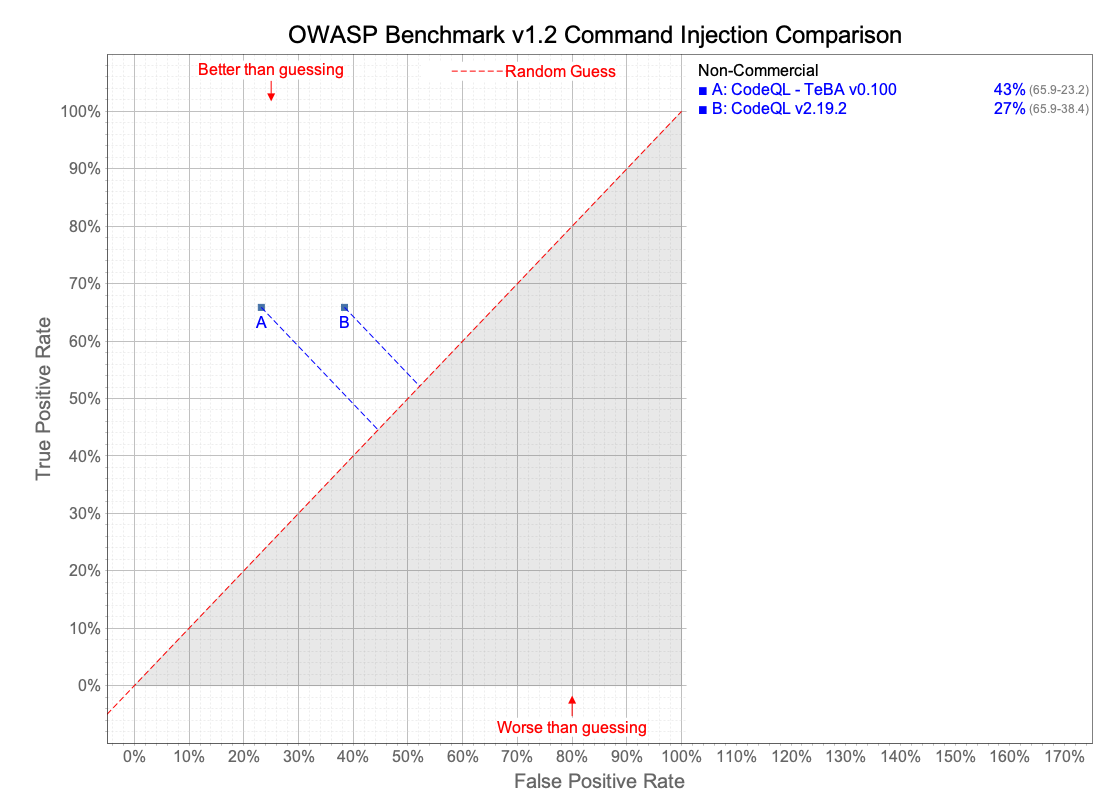 OWASP Benchmark v1.2 Command Injection Comparison
Better than guessing
Random Guess
Non-Commercial
A: CodeQL - TeBA v0.100 43% (65.9-23.2)
B: CodeQL v2.19.2 27% (65.9-38.4)
100%
90%
80%
70%
60%
50%
40%
30%
20%
10%
0%
True Positive Rate
A
B
Worse than guessing
0% 10% 20% 30% 40% 50% 60% 70% 80% 90% 100% 110% 120% 130% 140% 150% 160% 170%
False Positive Rate